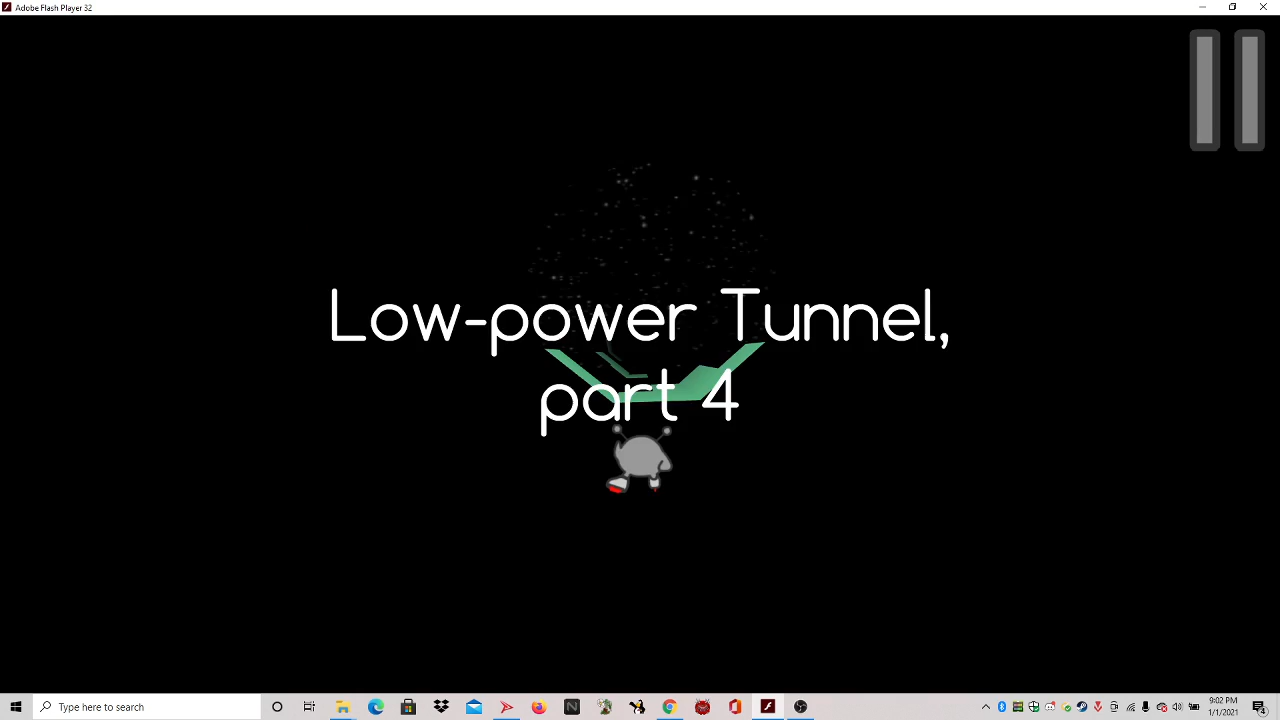 Adobe Flash Player 32
Low-power Tunnel,
part 4
Type here to search
9:02 PM
1/1/2021